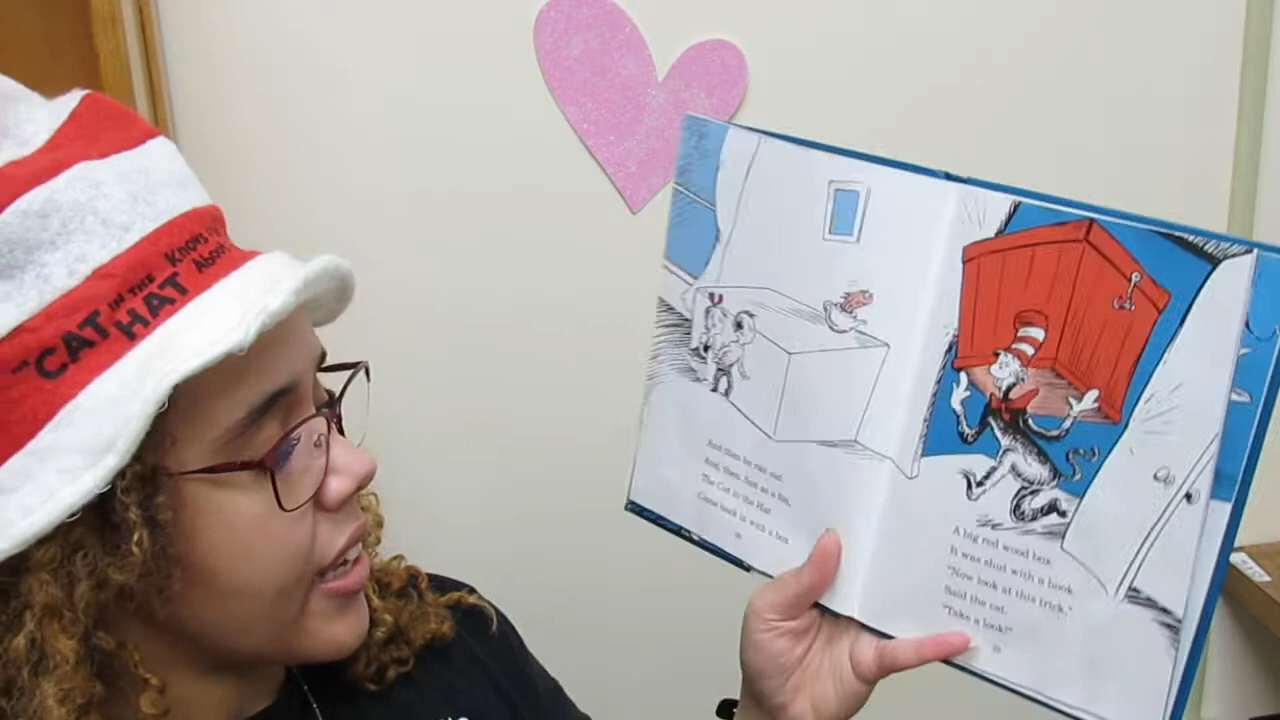 THE CAT IN THE HAT
Knows
About
And then he ran out.
And, then, fast as a fox,
The Cat in the Hat
Came back in with a box.
A big red wood box.
It was shut with a hook.
"Now look at this trick,"
Said the cat.
"Take a look!"